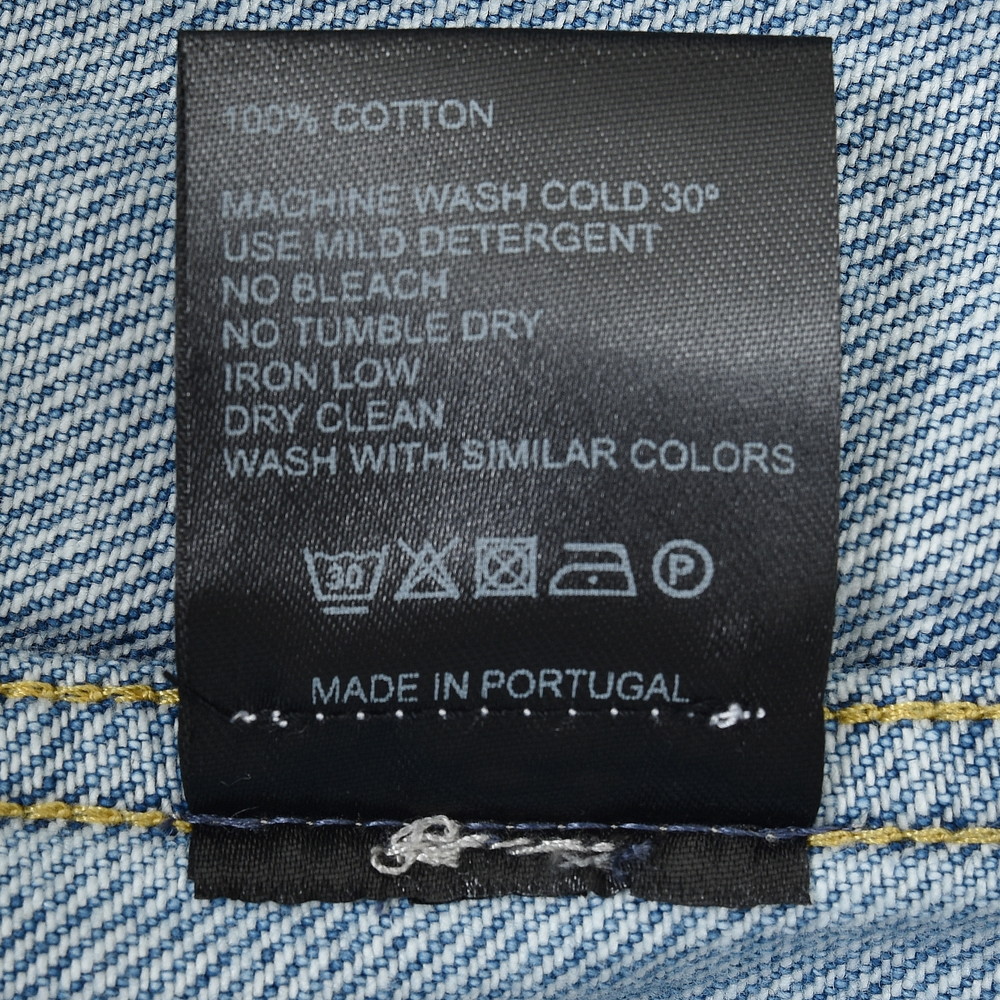 100% COTTON
MACHINE WASH COLD 30°
USE MILD DETERGENT
NO BLEACH
NO TUMBLE DRY
IRON LOW
DRY CLEAN
WASH WITH SIMILAR COLORS
30 P
MADE IN PORTUGAL